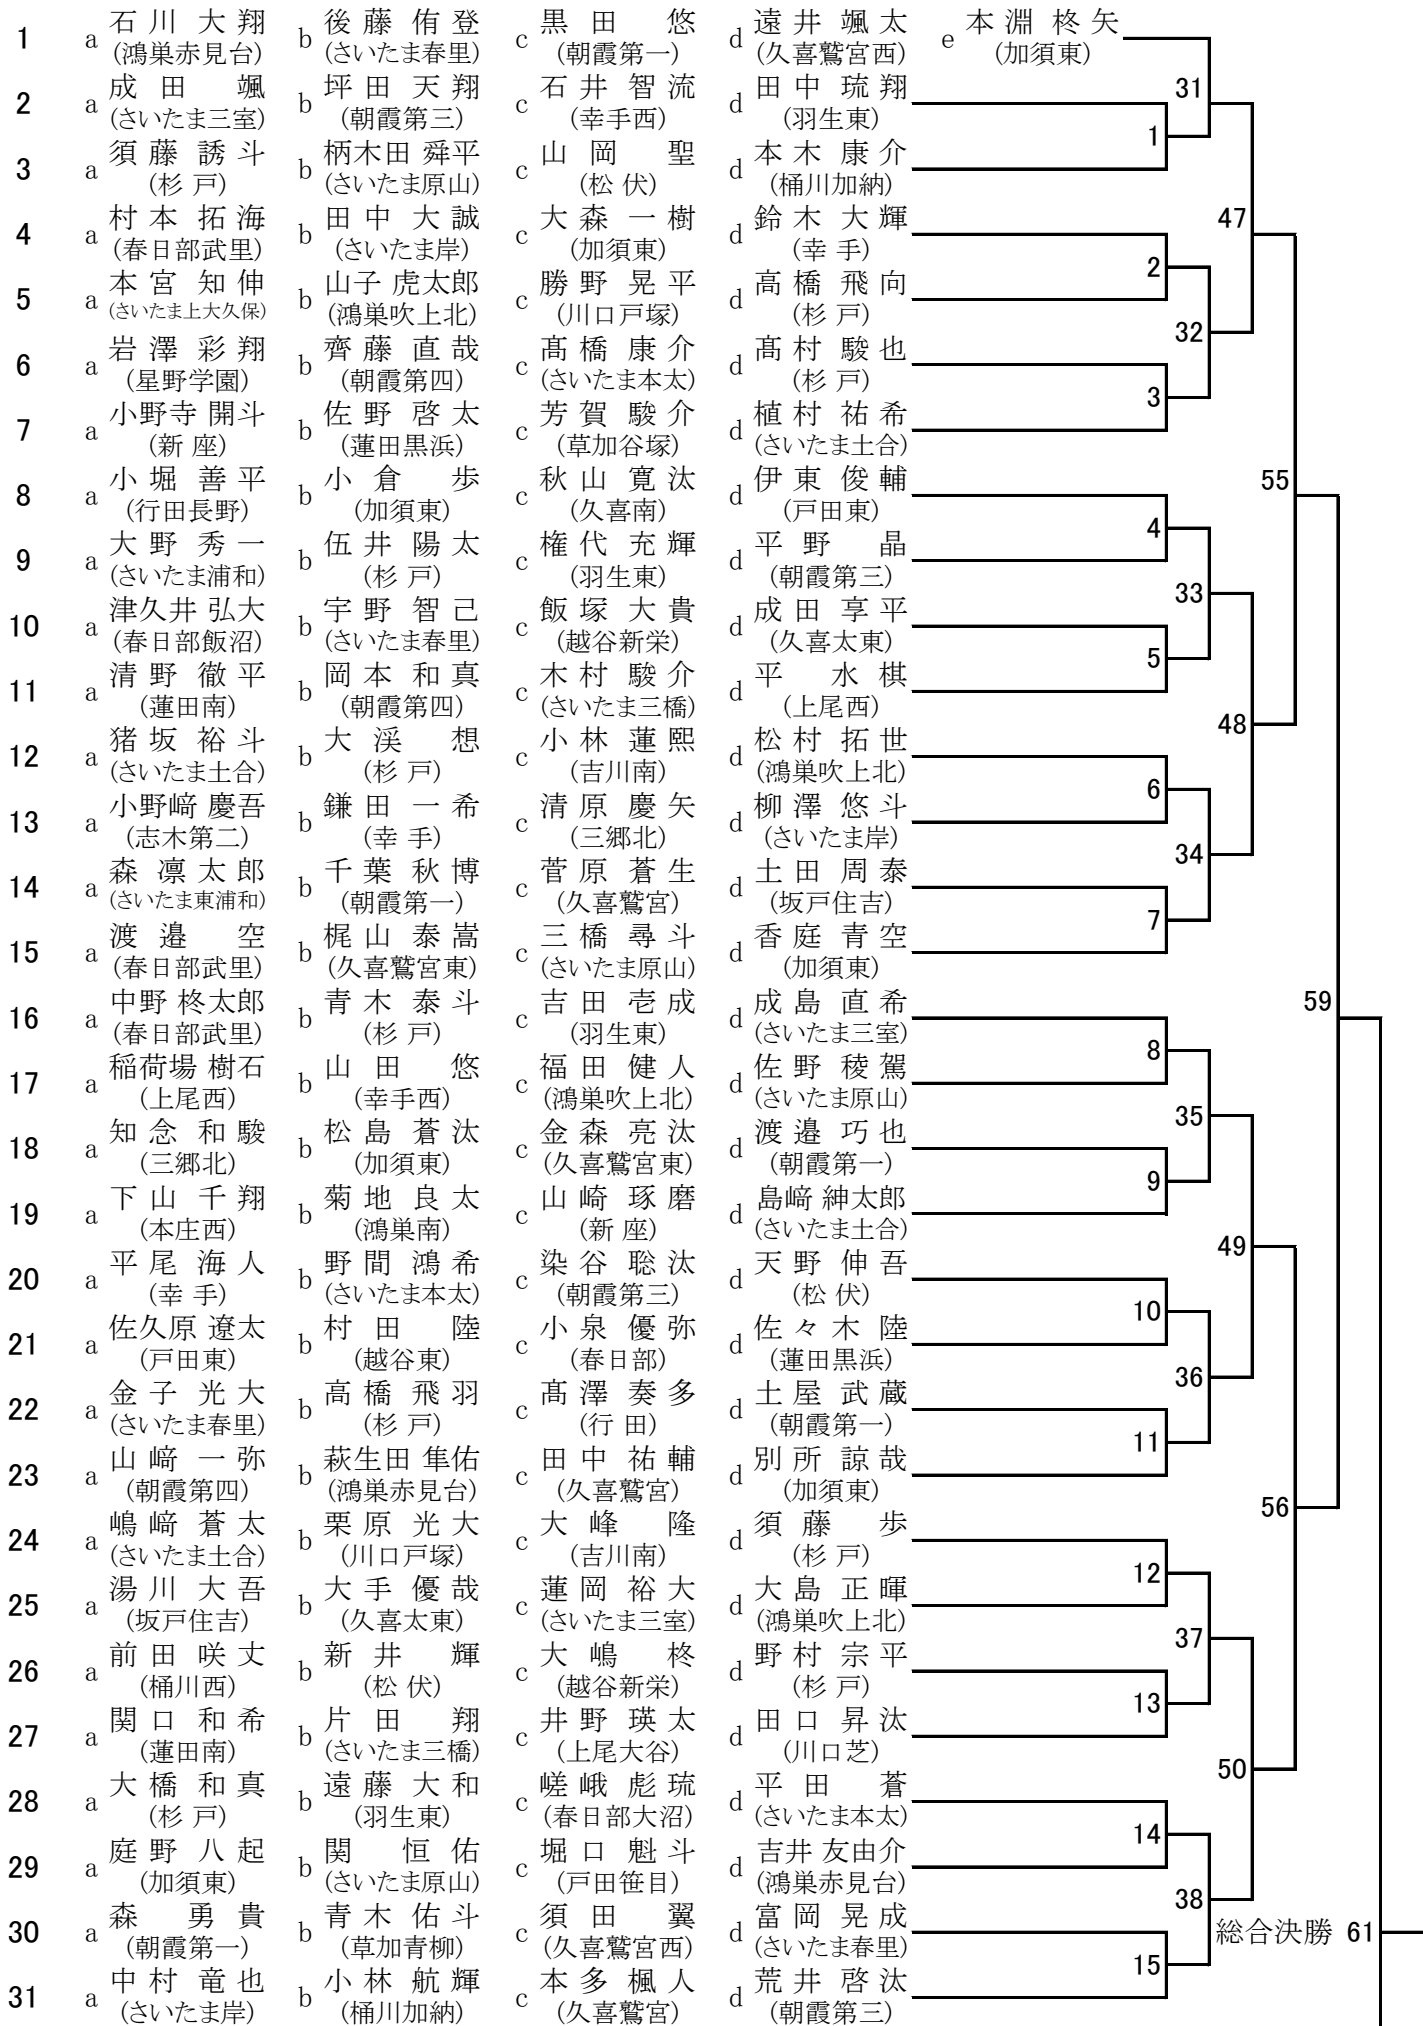 1 a 石川大翔 (鴻巣赤見台) b 後藤侑登 (さいたま春里) c 黒田 悠 (朝霞第一) d 遠井颯太 (久喜鷲宮西) e 本淵柊矢 (加須東)
2 a 成田 颯 (さいたま三室) b 坪田天翔 (朝霞第三) c 石井智流 (幸手西) d 田中琉翔 (羽生東)
3 a 須藤誘斗 (杉戸) b 柄木田舜平 (さいたま原山) c 山岡 聖 (松伏) d 本木康介 (桶川加納)
4 a 村本拓海 (春日部武里) b 田中大誠 (さいたま岸) c 大森一樹 (加須東) d 鈴木大輝 (幸手)
5 a 本宮知伸 (さいたま上大久保) b 山子虎太郎 (鴻巣吹上北) c 勝野晃平 (川口戸塚) d 高橋飛向 (杉戸)
6 a 岩澤彩翔 (星野学園) b 齊藤直哉 (朝霞第四) c 髙橋康介 (さいたま本太) d 髙村駿也 (杉戸)
7 a 小野寺開斗 (新座) b 佐野啓太 (蓮田黒浜) c 芳賀駿介 (草加谷塚) d 植村祐希 (さいたま土合)
8 a 小堀善平 (行田長野) b 小倉 歩 (加須東) c 秋山寛汰 (久喜南) d 伊東俊輔 (戸田東)
9 a 大野秀一 (さいたま浦和) b 伍井陽太 (杉戸) c 権代充輝 (羽生東) d 平野 晶 (朝霞第三)
10 a 津久井弘大 (春日部飯沼) b 宇野智己 (さいたま春里) c 飯塚大貴 (越谷新栄) d 成田享平 (久喜太東)
11 a 清野徹平 (蓮田南) b 岡本和真 (朝霞第四) c 木村駿介 (さいたま三橋) d 平 水棋 (上尾西)
12 a 猪坂裕斗 (さいたま土合) b 大渓 想 (杉戸) c 小林蓮熙 (吉川南) d 松村拓世 (鴻巣吹上北)
13 a 小野﨑慶吾 (志木第二) b 鎌田一希 (幸手) c 清原慶矢 (三郷北) d 柳澤悠斗 (さいたま岸)
14 a 森凛太郎 (さいたま東浦和) b 千葉秋博 (朝霞第一) c 菅原蒼生 (久喜鷲宮) d 土田周泰 (坂戸住吉)
15 a 渡邉 空 (春日部武里) b 梶山泰嵩 (久喜鷲宮東) c 三橋尋斗 (さいたま原山) d 香庭青空 (加須東)
16 a 中野柊太郎 (春日部武里) b 青木泰斗 (杉戸) c 吉田壱成 (羽生東) d 成島直希 (さいたま三室)
17 a 稲荷場樹石 (上尾西) b 山田 悠 (幸手西) c 福田健人 (鴻巣吹上北) d 佐野稜駕 (さいたま原山)
18 a 知念和駿 (三郷北) b 松島蒼汰 (加須東) c 金森亮汰 (久喜鷲宮東) d 渡邉巧也 (朝霞第一)
19 a 下山千翔 (本庄西) b 菊地良太 (鴻巣南) c 山崎琢磨 (新座) d 島﨑紳太郎 (さいたま土合)
20 a 平尾海人 (幸手) b 野間鴻希 (さいたま本太) c 染谷聡汰 (朝霞第三) d 天野伸吾 (松伏)
21 a 佐久原遼太 (戸田東) b 村田 陸 (越谷東) c 小泉優弥 (春日部) d 佐々木陸 (蓮田黒浜)
22 a 金子光大 (さいたま春里) b 高橋飛羽 (杉戸) c 髙澤奏多 (行田) d 土屋武蔵 (朝霞第一)
23 a 山﨑一弥 (朝霞第四) b 萩生田隼佑 (鴻巣赤見台) c 田中祐輔 (久喜鷲宮) d 別所諒哉 (加須東)
24 a 嶋﨑蒼太 (さいたま土合) b 栗原光大 (川口戸塚) c 大峰 隆 (吉川南) d 須藤 歩 (杉戸)
25 a 湯川大吾 (坂戸住吉) b 大手優哉 (久喜太東) c 蓮岡裕大 (さいたま三室) d 大島正暉 (鴻巣吹上北)
26 a 前田咲丈 (桶川西) b 新井 輝 (松伏) c 大嶋 柊 (越谷新栄) d 野村宗平 (杉戸)
27 a 関口和希 (蓮田南) b 片田 翔 (さいたま三橋) c 井野瑛太 (上尾大谷) d 田口昇汰 (川口芝)
28 a 大橋和真 (杉戸) b 遠藤大和 (羽生東) c 嵯峨彪琉 (春日部大沼) d 平田 蒼 (さいたま本太)
29 a 庭野八起 (加須東) b 関 恒佑 (さいたま原山) c 堀口魁斗 (戸田笹目) d 吉井友由介 (鴻巣赤見台)
30 a 森 勇貴 (朝霞第一) b 青木佑斗 (草加青柳) c 須田 翼 (久喜鷲宮西) d 富岡晃成 (さいたま春里)
31 a 中村竜也 (さいたま岸) b 小林航輝 (桶川加納) c 本多楓人 (久喜鷲宮) d 荒井啓汰 (朝霞第三)
1
2
3
4
5
6
7
8
9
10
11
12
13
14
15
31
32
33
34
35
36
37
38
47
48
49
50
55
56
59
総合決勝 61